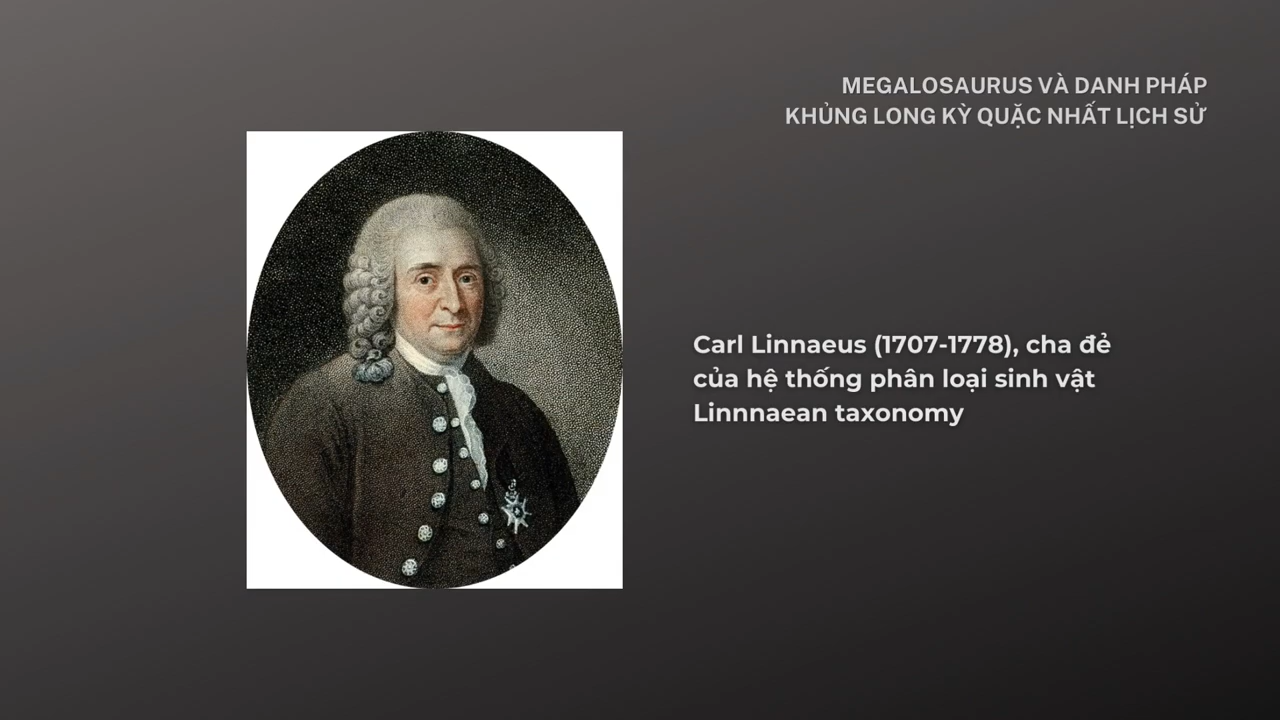 MEGALOSAURUS VÀ DANH PHÁP
KHỦNG LONG KỲ QUẶC NHẤT LỊCH SỬ
Carl Linnaeus (1707-1778), cha đẻ
của hệ thống phân loại sinh vật
Linnnaean taxonomy